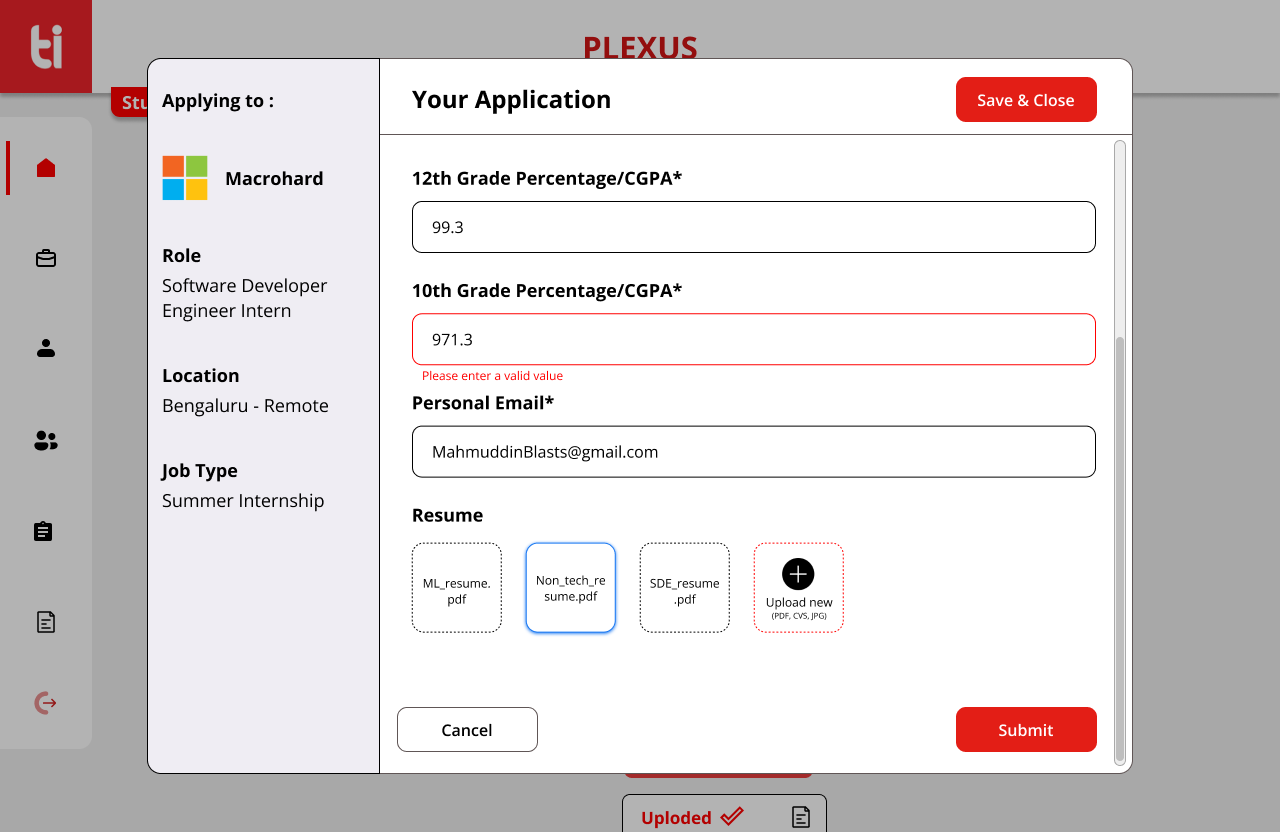 ti
PLEXUS
Stu
Applying to :
Macrohard
Role
Software Developer
Engineer Intern
Location
Bengaluru - Remote
Job Type
Summer Internship
Your Application
Save & Close
12th Grade Percentage/CGPA*
99.3
10th Grade Percentage/CGPA*
971.3
Please enter a valid value
Personal Email*
MahmuddinBlasts@gmail.com
Resume
ML_resume.
pdf
Non_tech_re
sume.pdf
SDE_resume
.pdf
Upload new
(PDF, CVS, JPG)
Cancel
Submit
Uploded